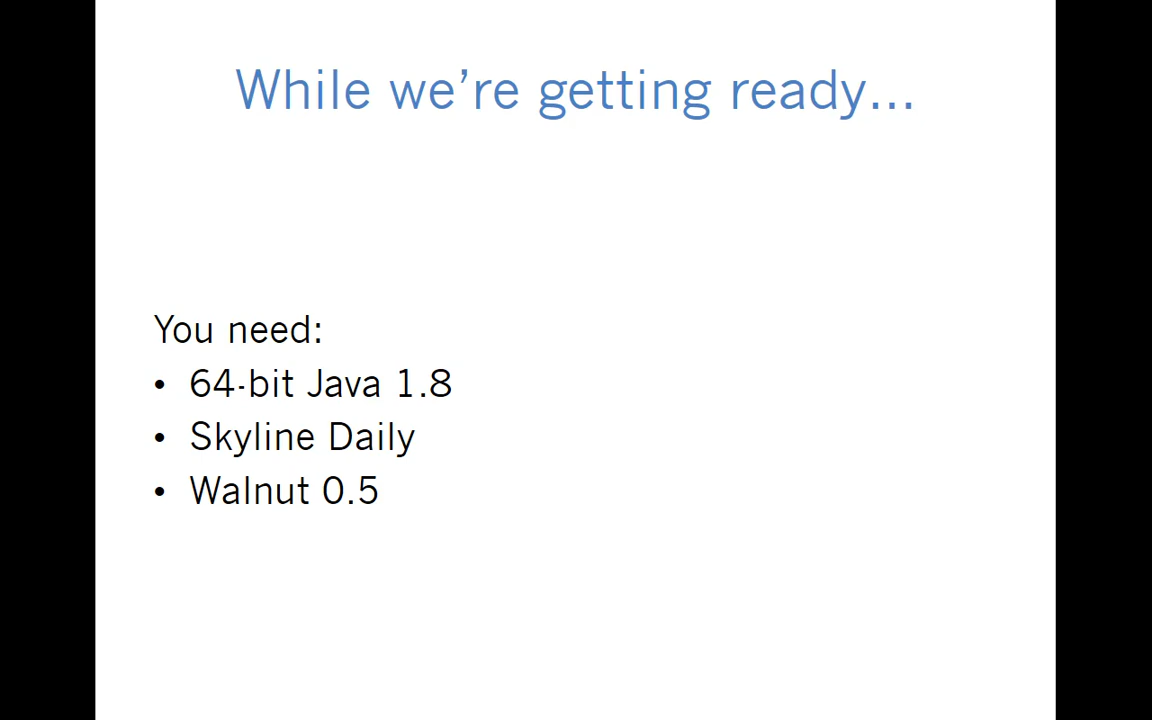 While we’re getting ready...
You need:
• 64-bit Java 1.8
• Skyline Daily
• Walnut 0.5